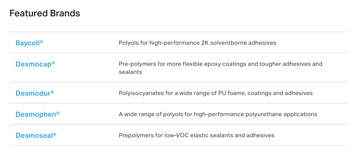 Featured Brands
Baycoll® Polyols for high-performance 2K solventborne adhesives
Desmocap® Pre-polymers for more flexible epoxy coatings and tougher adhesives and
sealants
Desmodur® Polyisocyanates for a wide range of PU foams, coatings and adhesives
Desmophen® A wide range of polyols for high-performance polyurethane applications
Desmoseal® Prepolymers for low-VOC elastic sealants and adhesives